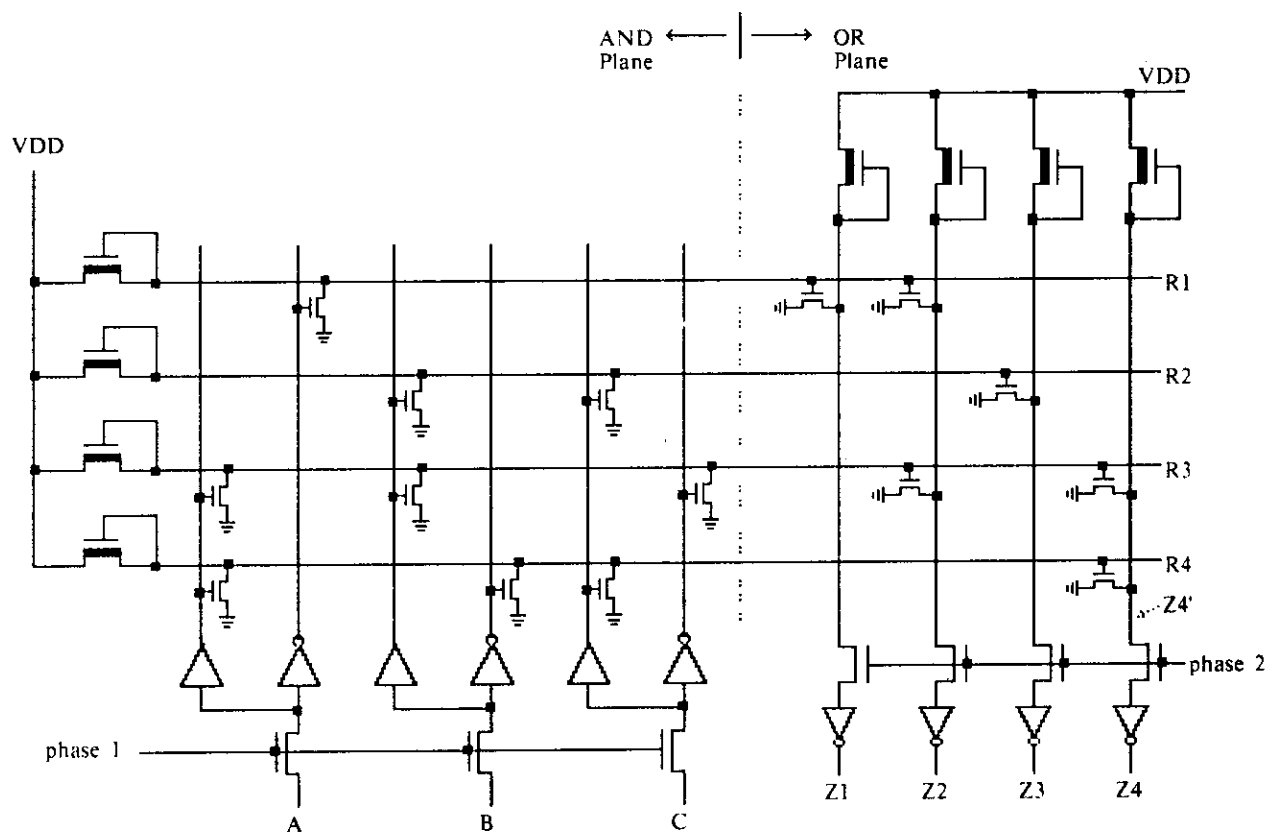 AND OR
Plane Plane
VDD
VDD
R1
R2
R3
R4
Z4'
phase 2
phase 1
Z1 Z2 Z3 Z4
A B C